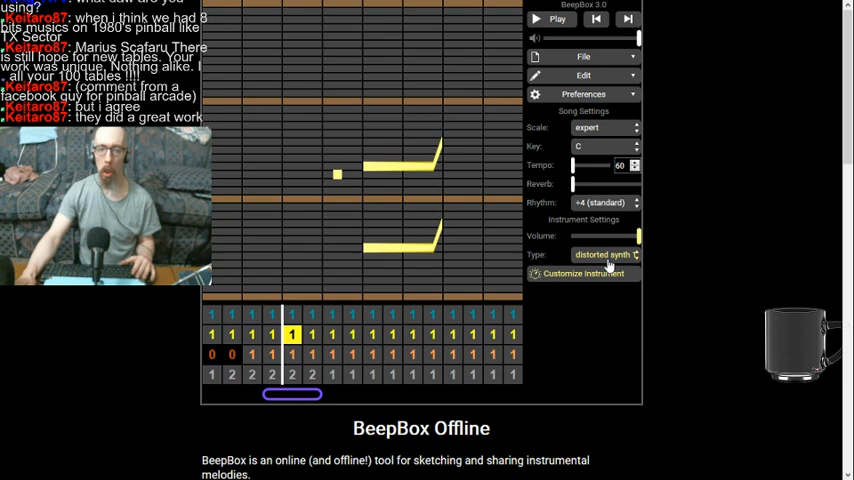 using?
Keitaro87: when i think we had 8
bits musics on 1980's pinball like
TX Sector
Keitaro87: Marius Scafaru There
is still hope for new tables. Your
work was unique. Nothing alike. I
all your 100 tables !!!!
Keitaro87: (comment from a
facebook guy for pinball arcade)
Keitaro87: but i agree
Keitaro87: they did a great work
BeepBox 3.0
Play
File
Edit
Preferences
Song Settings
Scale: expert
Key: C
Tempo: 60
Reverb:
Rhythm: ÷4 (standard)
Instrument Settings
Volume:
Type: distorted synth
Customize Instrument
1 1 1 1 1 1 1 1 1 1 1 1 1 1 1 1
1 1 1 1 1 1 1 1 1 1 1 1 1 1 1 1
0 0 1 1 1 1 1 1 1 1 1 1 1 1 1 1
1 2 2 2 2 2 1 1 1 1 1 1 1 1 1 1
BeepBox Offline
BeepBox is an online (and offline!) tool for sketching and sharing instrumental
melodies.